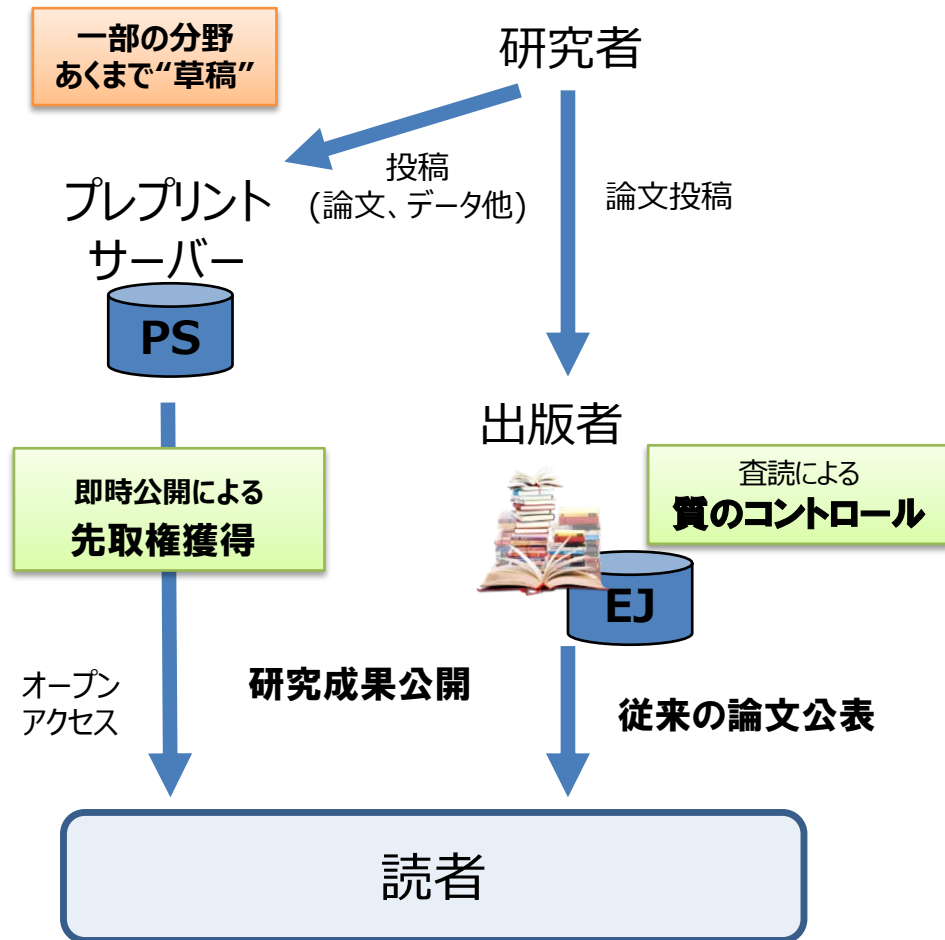 一部の分野
あくまで“草稿”
研究者
投稿
(論文、データ他)
論文投稿
プレプリント
サーバー
PS
出版者
査読による
質のコントロール
即時公開による
先取権獲得
EJ
オープン
アクセス
研究成果公開
従来の論文公表
読者